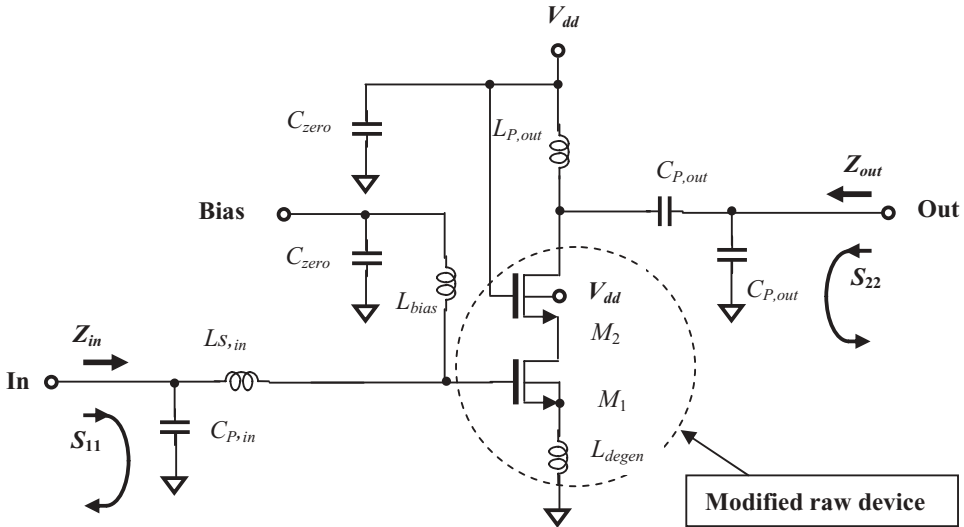 Vdd
Czero
LP,out
CP,out
Zout
Bias
Out
Czero
Lbias
Vdd
CP,out
S22
M2
Zin
Ls,in
In
M1
S11
CP,in
Ldegen
Modified raw device